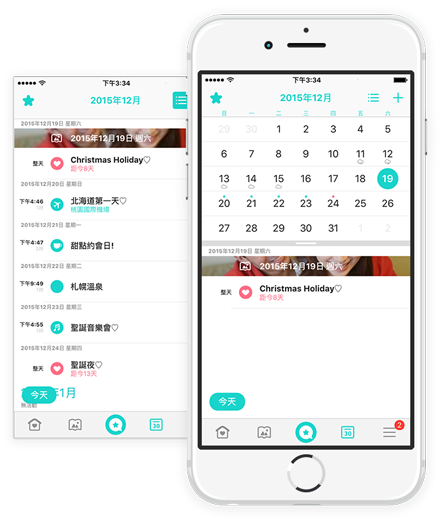 下午3:34
2015年12月
2015年12月19日 星期六
2015年12月19日 週六
整天
Christmas Holiday♡
距今8天
2015年12月20日 星期日
下午4:46
北海道第一天♡
桃園國際機場
2015年12月21日 星期一
下午4:47
甜點約會日!
2015年12月22日 星期二
下午9:49
札幌溫泉
2015年12月23日 星期三
下午4:55
聖誕音樂會♡
2015年12月24日 星期四
整天
聖誕夜♡
距今13天
年1月
今天
無活動
30
下午3:34
2015年12月
日 一 二 三 四 五 六
29 30 1 2 3 4 5
6 7 8 9 10 11 12
13 14 15 16 17 18 19
20 21 22 23 24 25 26
27 28 29 30 31 1 2
2015年12月19日 星期六
2015年12月19日 週六
整天
Christmas Holiday♡
距今8天
今天
30
2